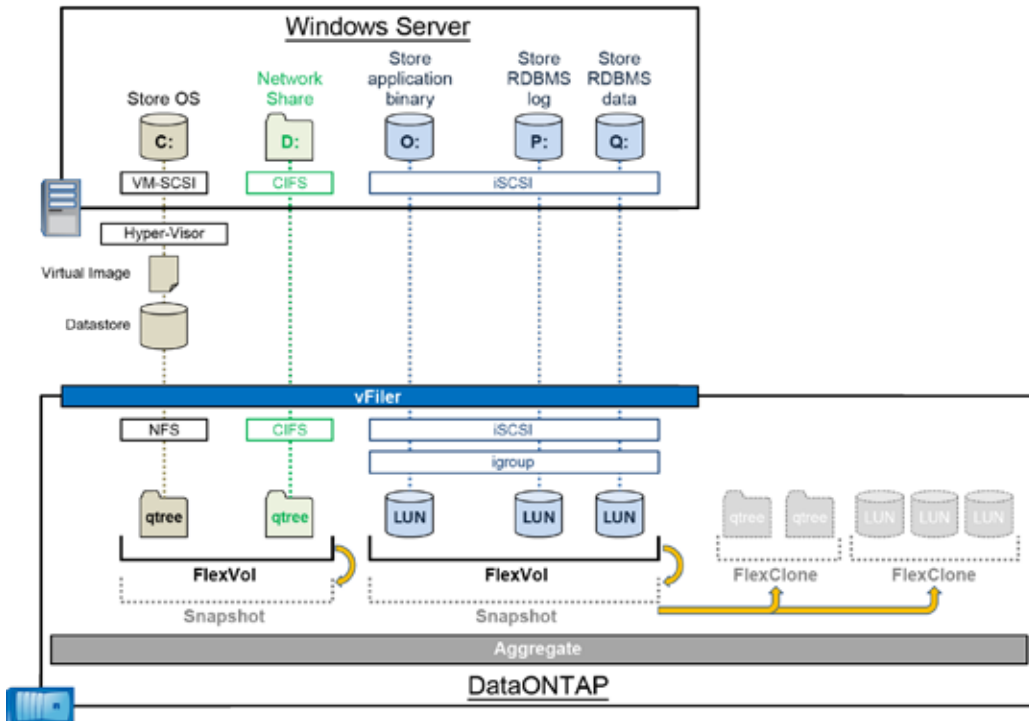 Windows Server
Store OS
Network
Share
Store
application
binary
Store
RDBMS
log
Store
RDBMS
data
C:
D:
O:
P:
Q:
VM-SCSI
CIFS
iSCSI
Hyper-Visor
Virtual Image
Datastore
vFiler
NFS
CIFS
iSCSI
igroup
qtree
qtree
LUN
LUN
LUN
qtree
qtree
LUN
LUN
LUN
FlexVol
FlexVol
FlexClone
FlexClone
Snapshot
Snapshot
Aggregate
DataONTAP